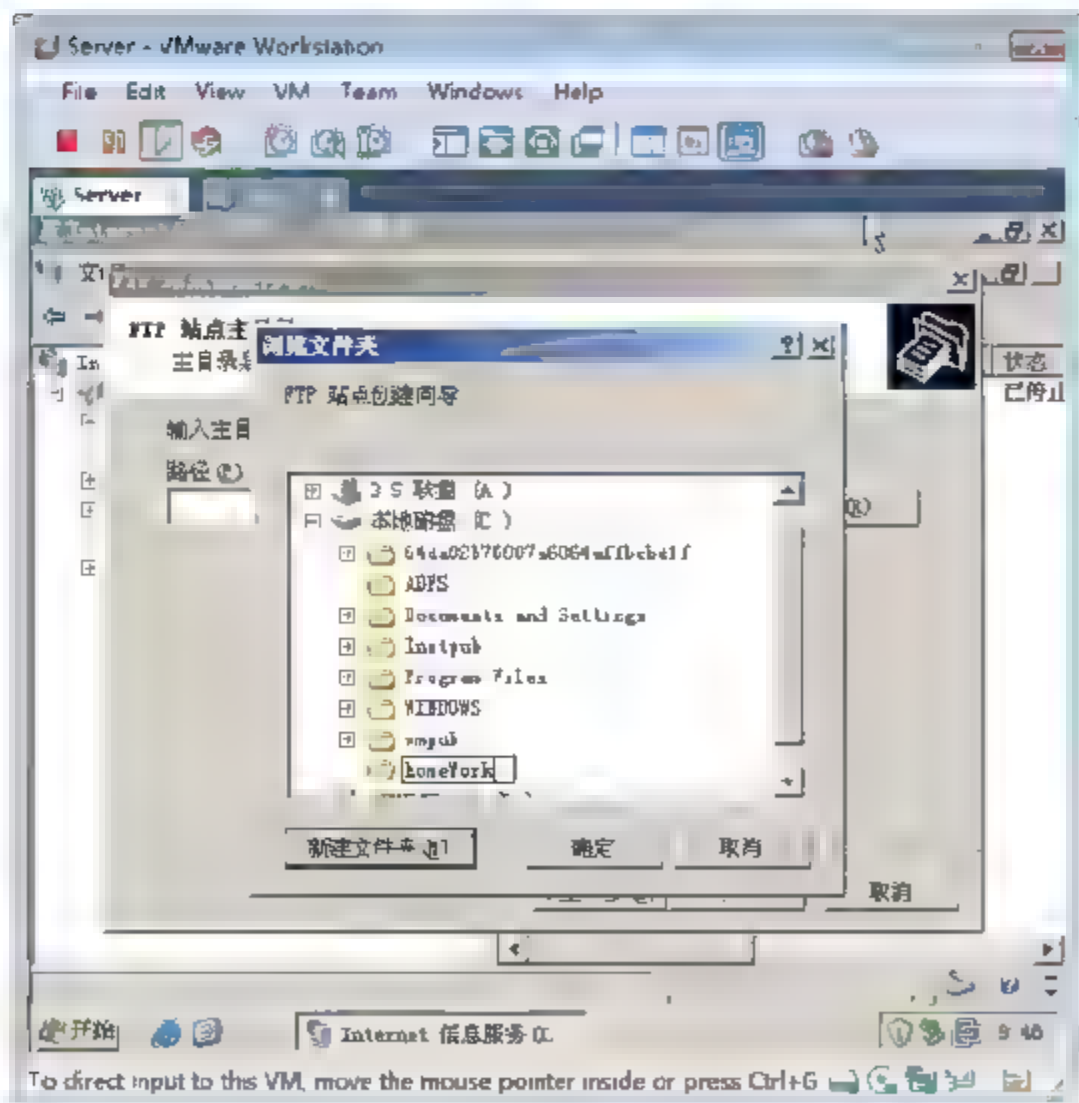 Server - VMware Workstation
File Edit View VM Team Windows Help
Server
FTP 站点主
主目录
浏览文件夹
FTP 站点创建向导
状态
已停止
In
输入主目
路径(P)
(R)
本地磁盘 (C )
ADFS
Documents and Settings
Inetpub
Program Files
WINDOWS
wmpub
homeWork
新建文件夹
确定
取消
取消
开始
Internet 信息服务 (I.
9:48
To direct input to this VM, move the mouse pointer inside or press Ctrl+G